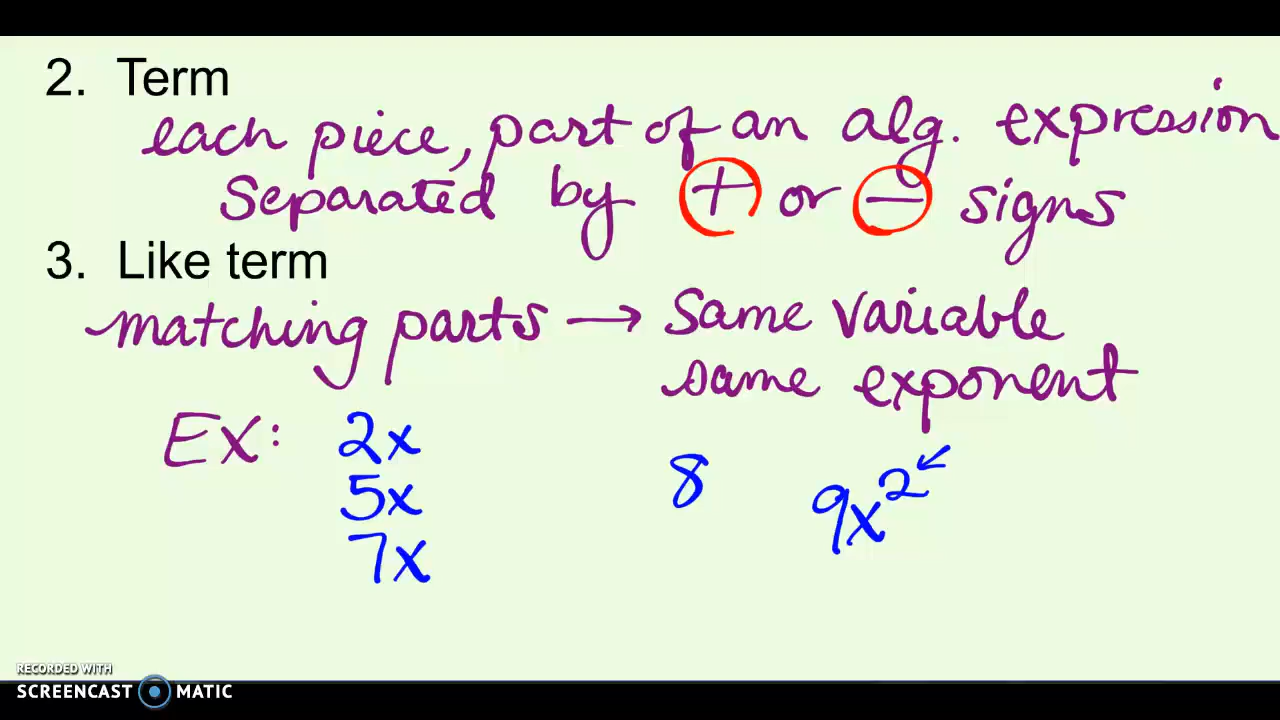 2. Term
each piece, part of an alg. expression
separated by + or − signs
3. Like term
matching parts → same variable
same exponent
Ex: 2x
5x
7x
8
9x²
RECORDED WITH
SCREENCAST MATIC